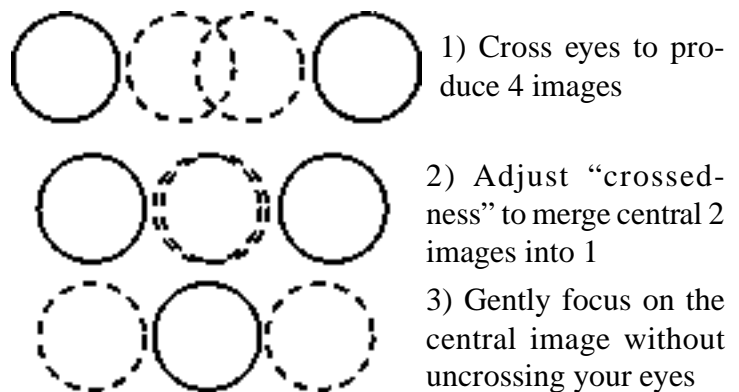 1) Cross eyes to pro-
duce 4 images
2) Adjust “crossed-
ness” to merge central 2
images into 1
3) Gently focus on the
central image without
uncrossing your eyes